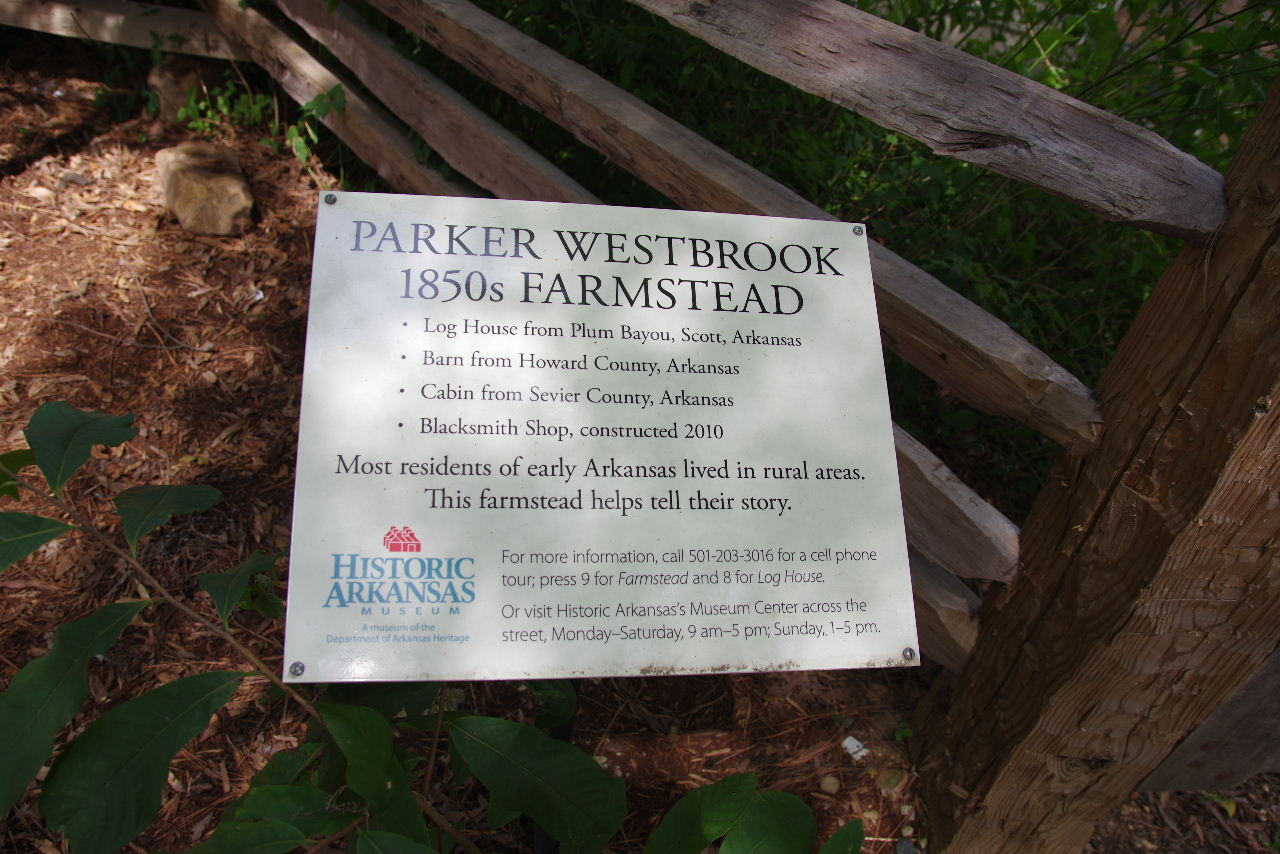 PARKER WESTBROOK
1850s FARMSTEAD
• Log House from Plum Bayou, Scott, Arkansas
• Barn from Howard County, Arkansas
• Cabin from Sevier County, Arkansas
• Blacksmith Shop, constructed 2010
Most residents of early Arkansas lived in rural areas.
This farmstead helps tell their story.
HISTORIC
ARKANSAS
MUSEUM
A museum of the
Department of Arkansas Heritage
For more information, call 501-203-3016 for a cell phone
tour; press 9 for Farmstead and 8 for Log House.
Or visit Historic Arkansas's Museum Center across the
street, Monday–Saturday, 9 am–5 pm; Sunday, 1–5 pm.